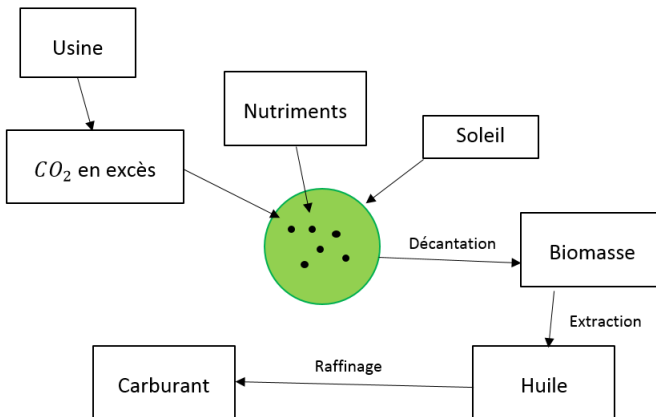 Usine
Nutriments
Soleil
CO₂ en excès
Décantation
Biomasse
Extraction
Raffinage
Carburant
Huile